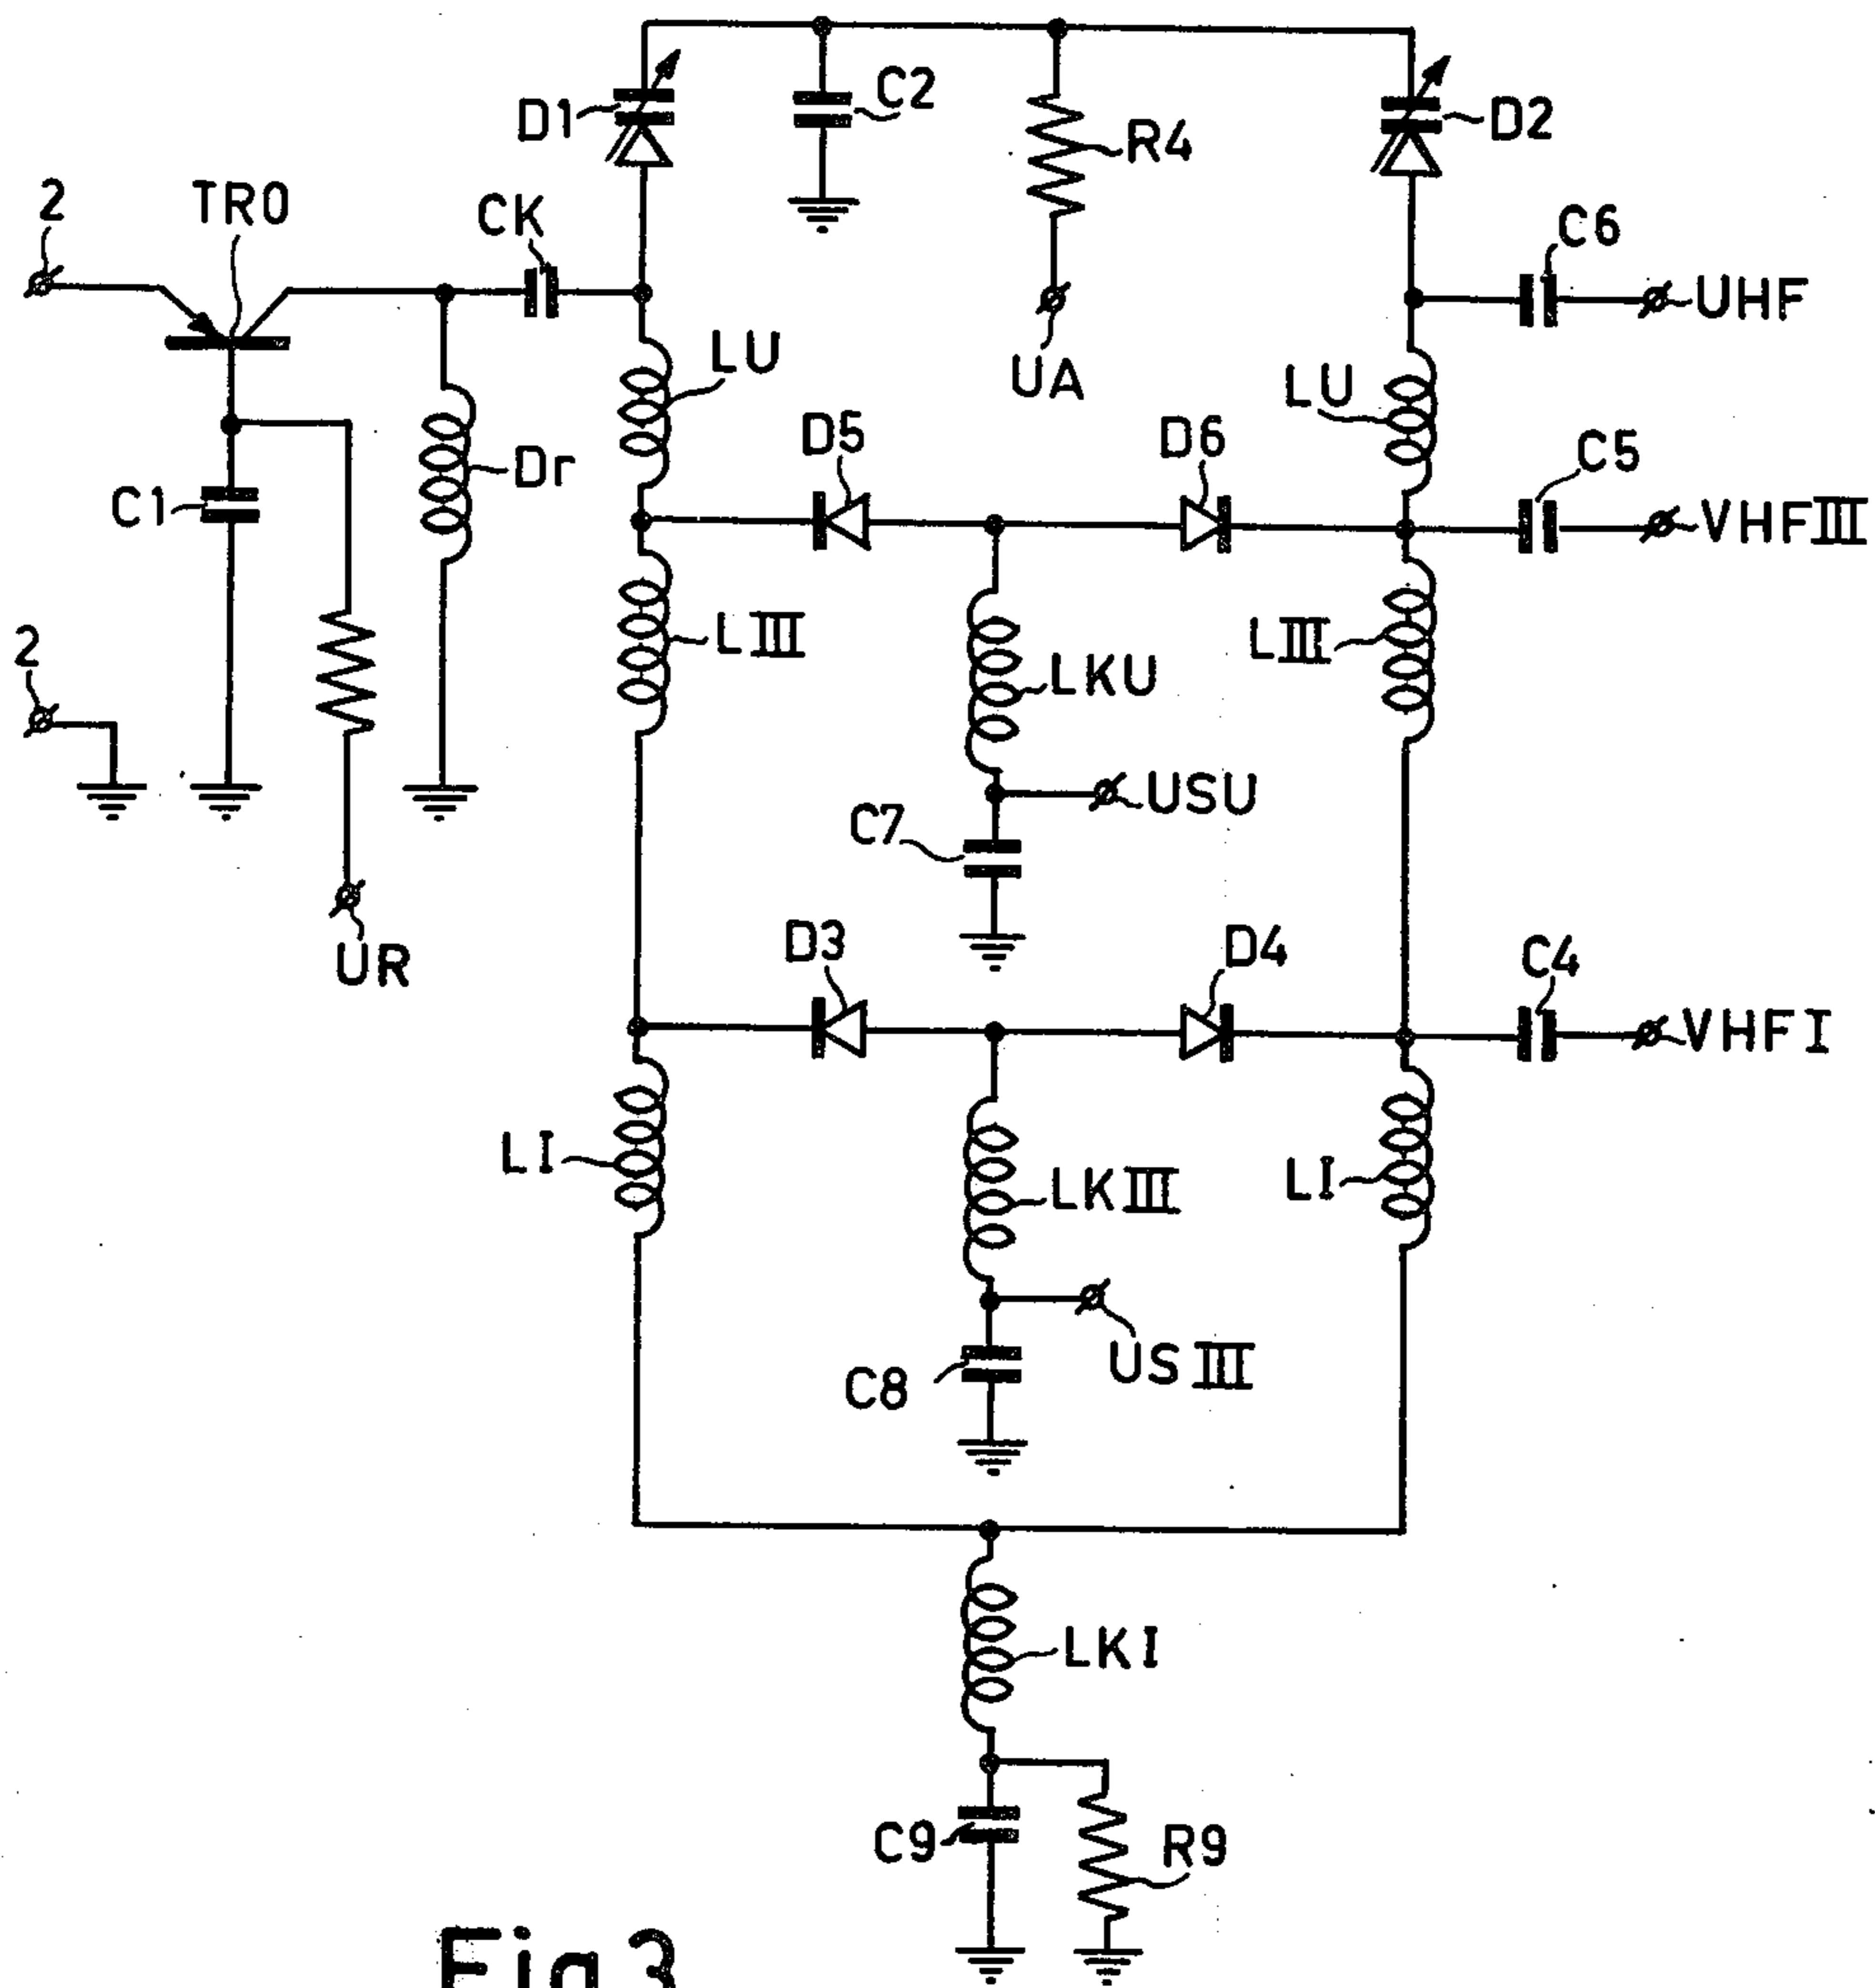 D1
C2
R4
D2
2
TR0
CK
C6
UHF
LU
UA
LU
D5
D6
C5
Dr
C1
VHFIII
2
LIII
LIII
LKU
USU
C7
UR
D3
D4
C4
VHFI
LI
LKIII
LI
USIII
C8
LKI
C9
R9
Fig.3